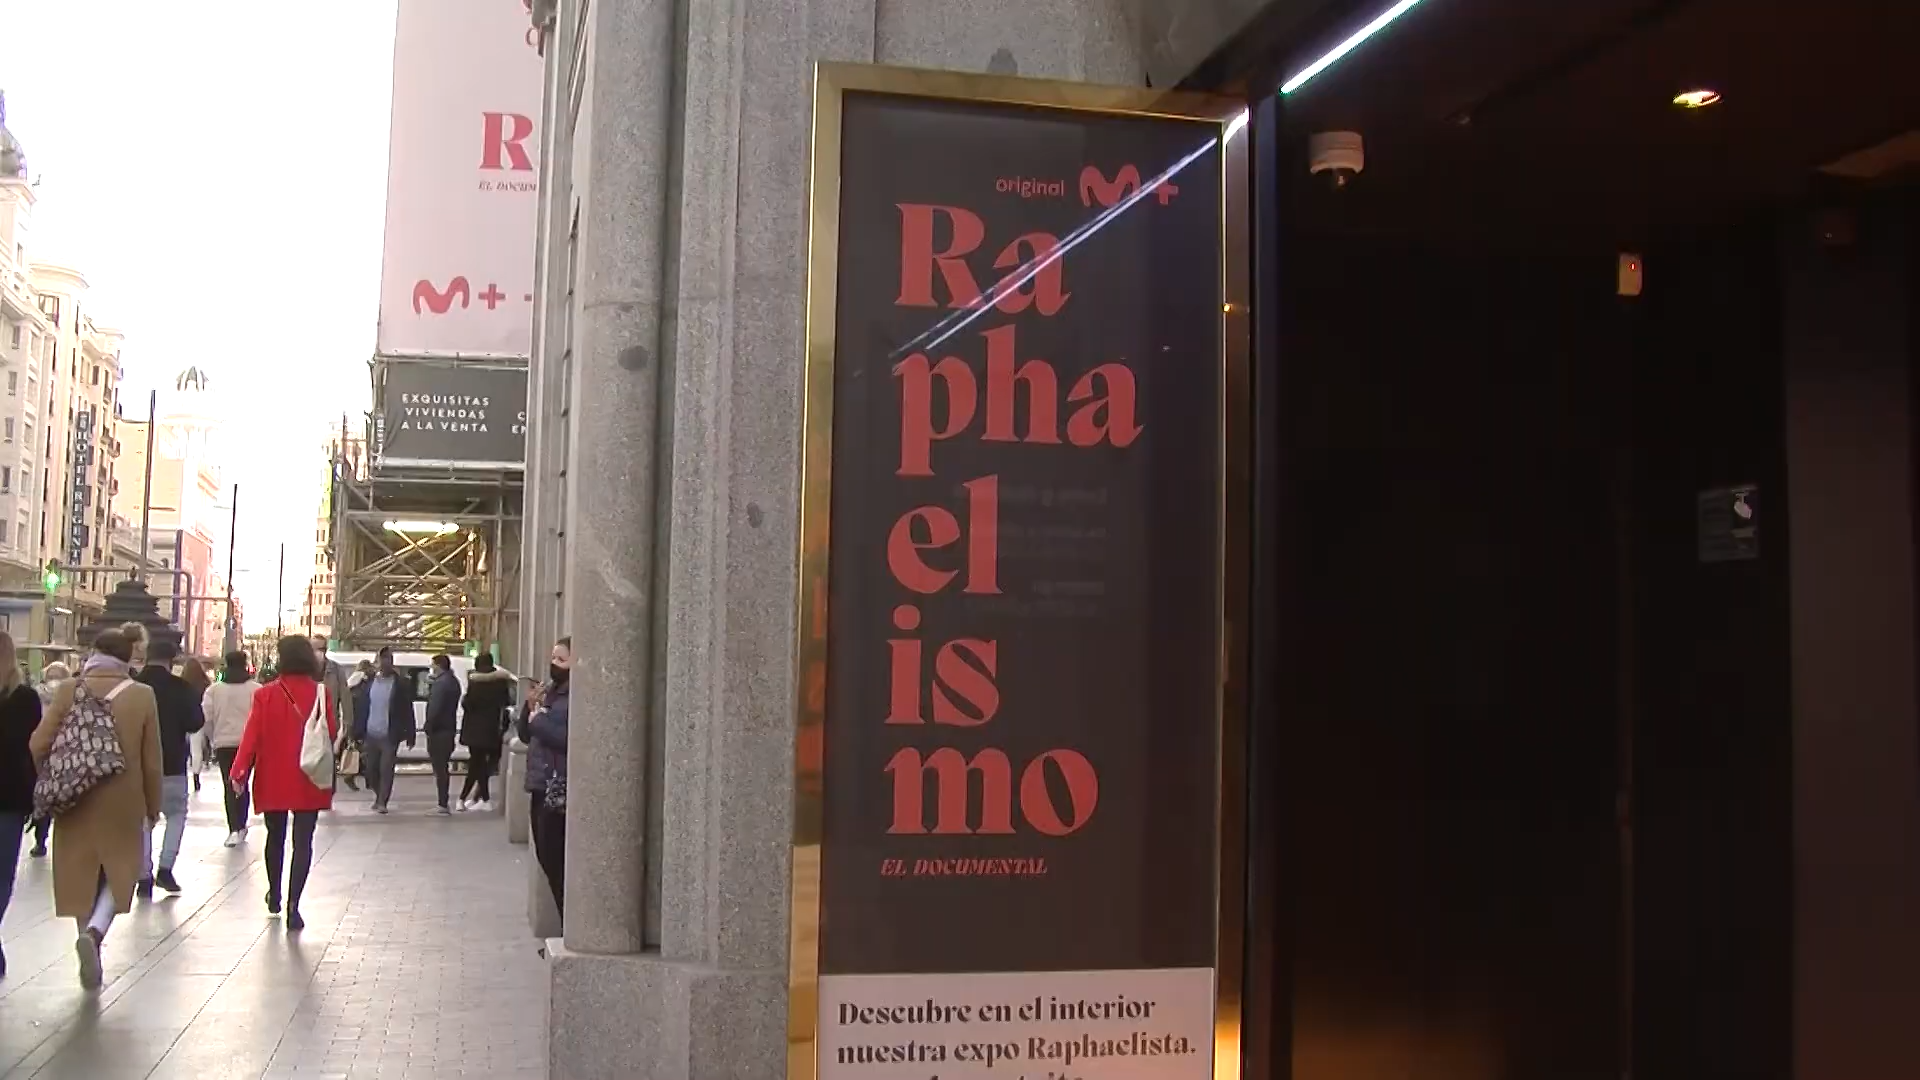 R
EL DOCUM
M+
EXQUISITAS
VIVIENDAS
A LA VENTA
HOTEL REGENTE
original M+
Ra
pha
el
is
mo
EL DOCUMENTAL
Descubre en el interior
nuestra expo Raphaelista.